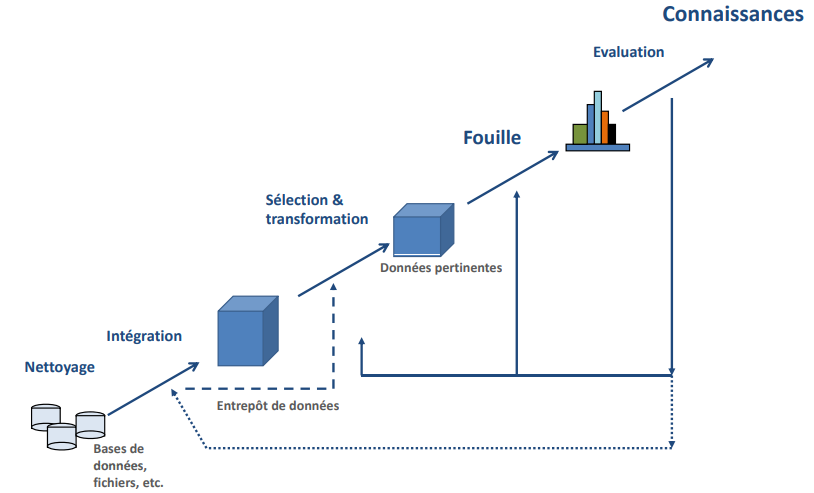 Connaissances
Evaluation
Fouille
Sélection &
transformation
Données pertinentes
Intégration
Nettoyage
Entrepôt de données
Bases de
données,
fichiers, etc.